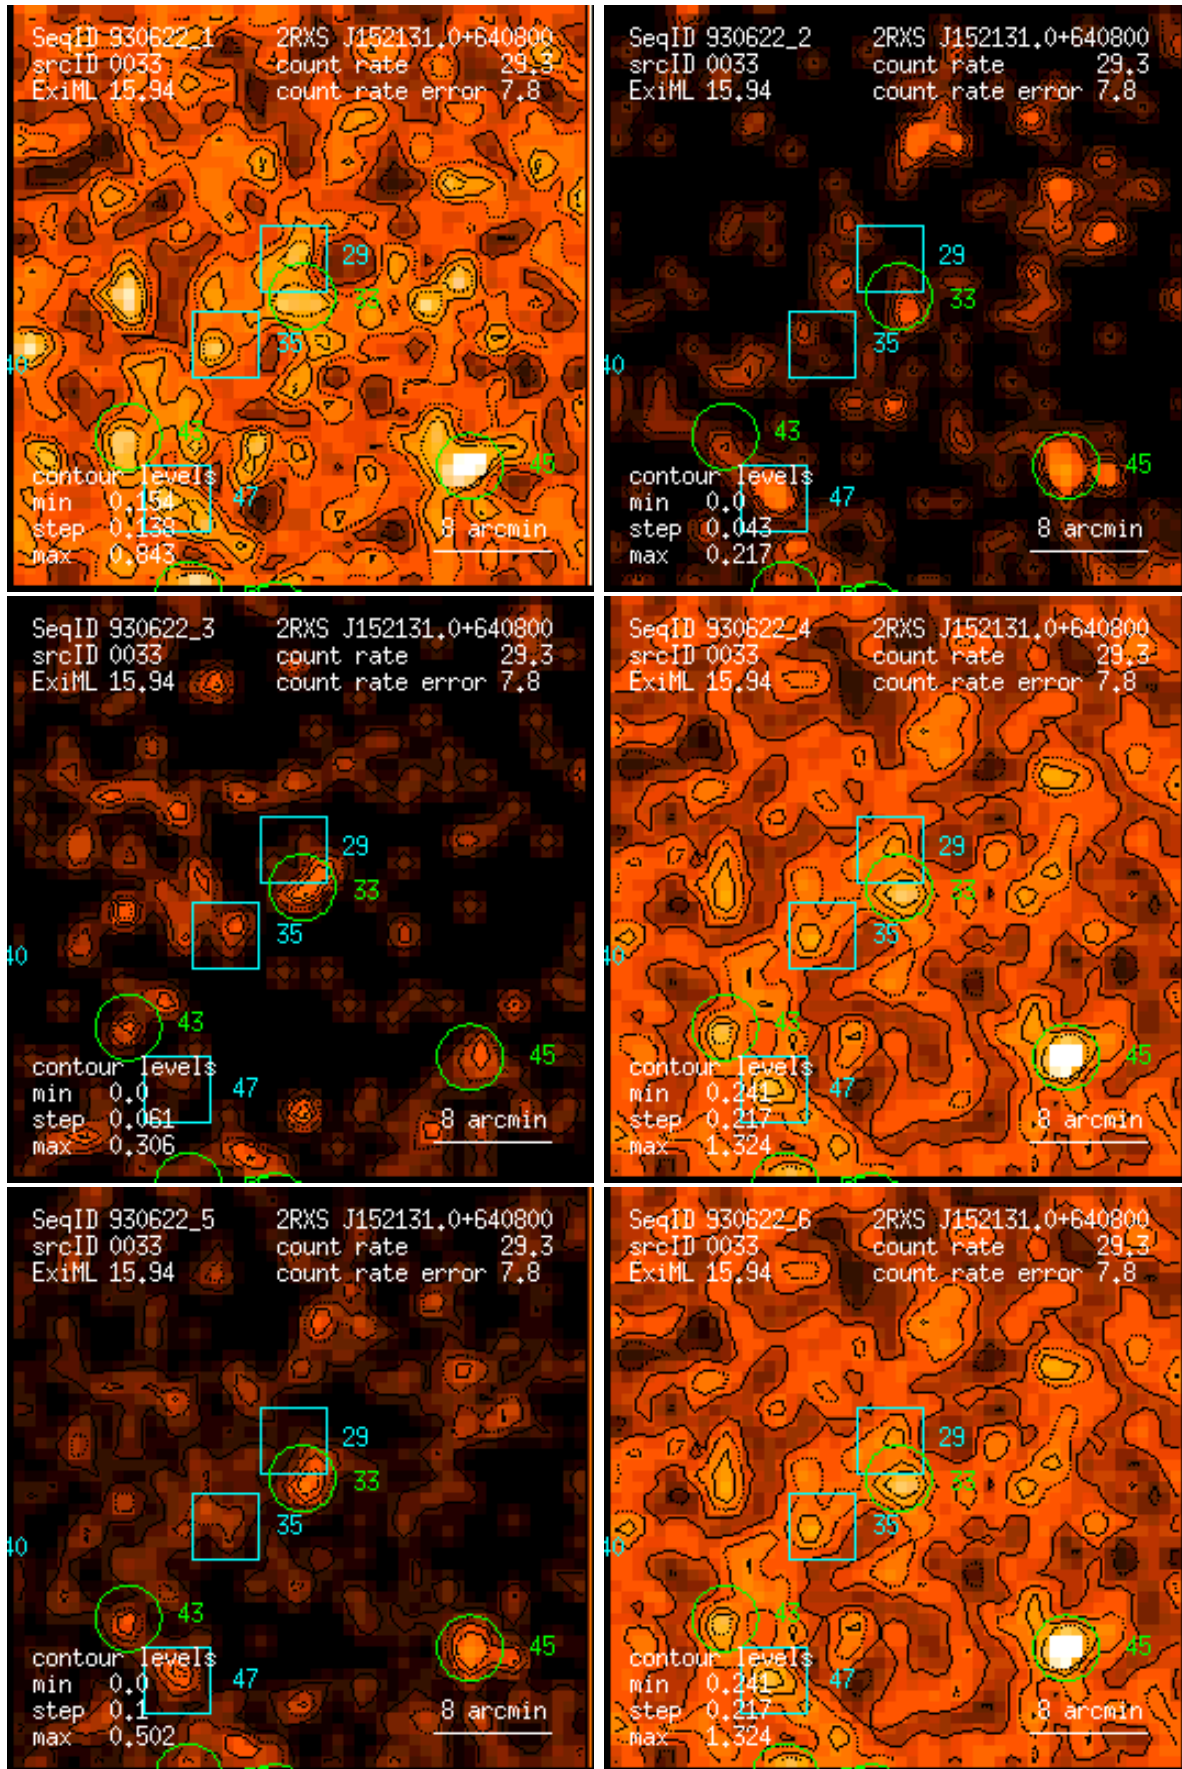 SeqID 930622_1 2RXS J152131.0+640800
srcID 0033 count rate 29.3
ExiML 15.94 count rate error 7.8
29
33
35
40
43
45
contour levels
min 0.154 47
step 0.138 8 arcmin
max 0.843
SeqID 930622_2 2RXS J152131.0+640800
srcID 0033 count rate 29.3
ExiML 15.94 count rate error 7.8
29
33
35
40
43
45
contour levels
min 0.0 47
step 0.043 8 arcmin
max 0.217
SeqID 930622_3 2RXS J152131.0+640800
srcID 0033 count rate 29.3
ExiML 15.94 count rate error 7.8
29
33
35
40
43
45
contour levels
min 0.0 47
step 0.061 8 arcmin
max 0.306
SeqID 930622_4 2RXS J152131.0+640800
srcID 0033 count rate 29.3
ExiML 15.94 count rate error 7.8
29
33
35
40
43
45
contour levels
min 0.241 47
step 0.217 8 arcmin
max 1.324
SeqID 930622_5 2RXS J152131.0+640800
srcID 0033 count rate 29.3
ExiML 15.94 count rate error 7.8
29
33
35
40
43
45
contour levels
min 0.0 47
step 0.1 8 arcmin
max 0.502
SeqID 930622_6 2RXS J152131.0+640800
srcID 0033 count rate 29.3
ExiML 15.94 count rate error 7.8
29
33
35
40
43
45
contour levels
min 0.241 47
step 0.217 8 arcmin
max 1.324